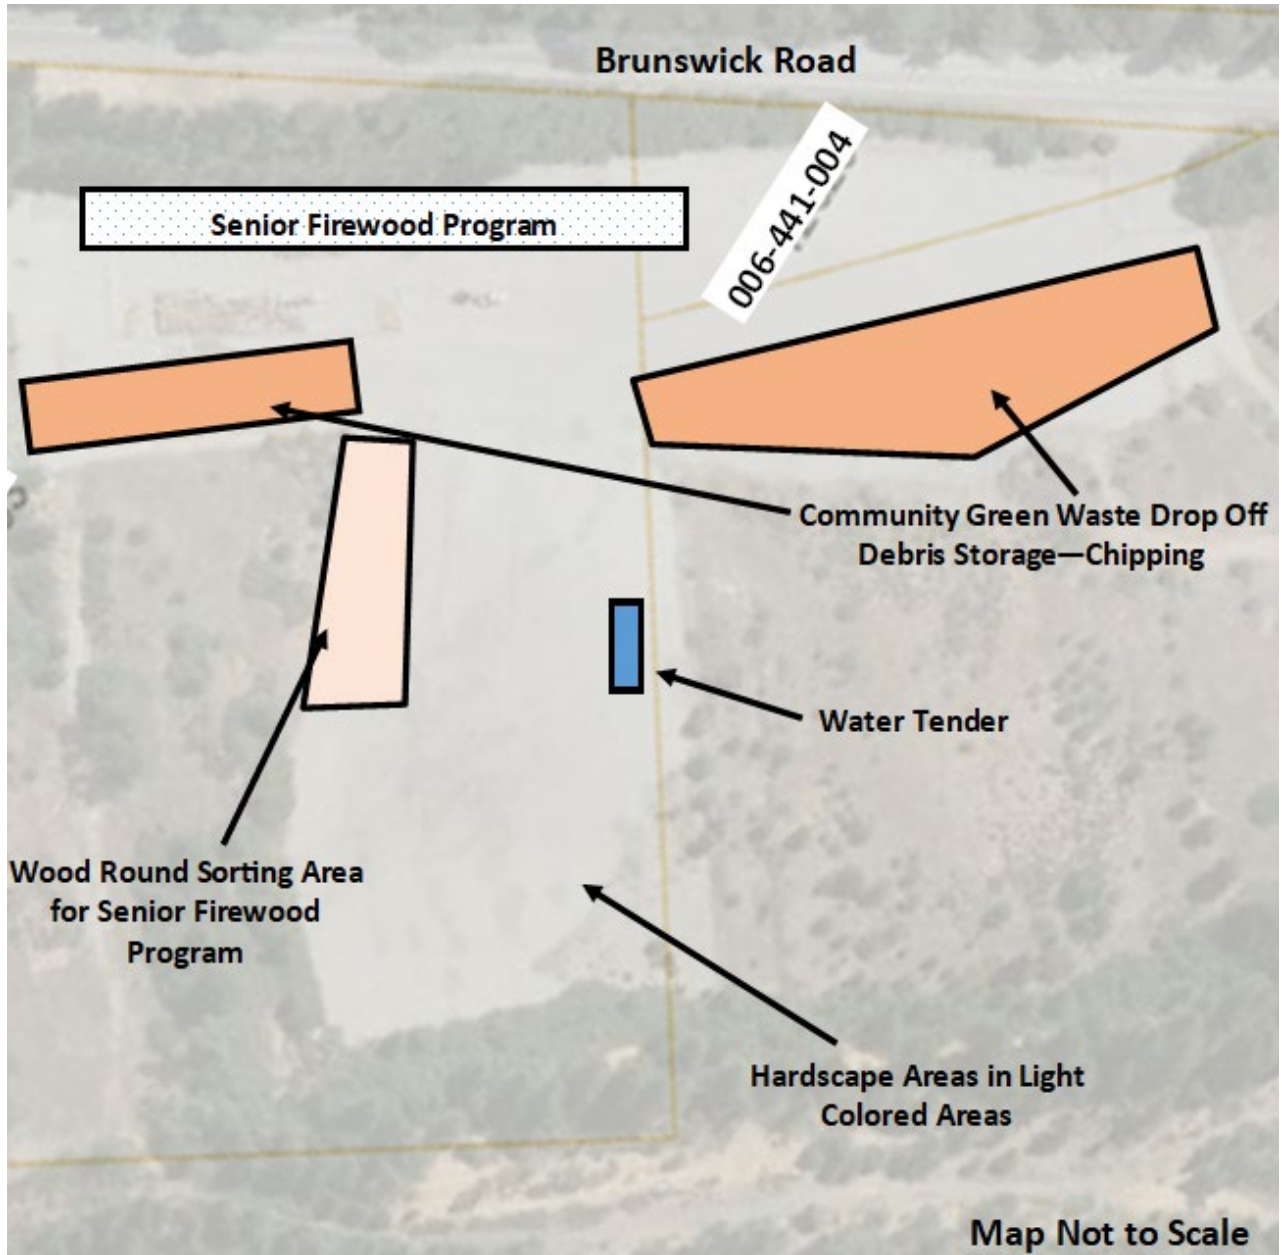 Brunswick Road
006-441-004
Senior Firewood Program
Community Green Waste Drop Off
Debris Storage—Chipping
Water Tender
Wood Round Sorting Area
for Senior Firewood
Program
Hardscape Areas in Light
Colored Areas
Map Not to Scale